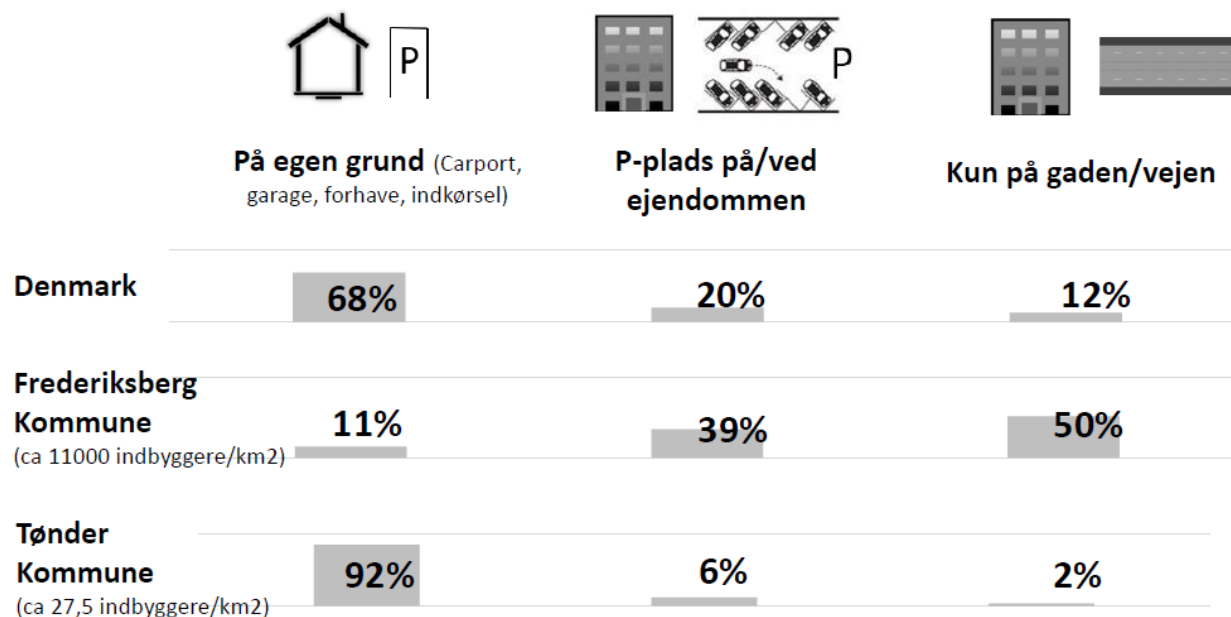 P
P
På egen grund (Carport,
garage, forhave, indkørsel)
P-plads på/ved
ejendommen
Kun på gaden/vejen
Denmark
68%
20%
12%
Frederiksberg
Kommune
(ca 11000 indbyggere/km2)
11%
39%
50%
Tønder
Kommune
(ca 27,5 indbyggere/km2)
92%
6%
2%